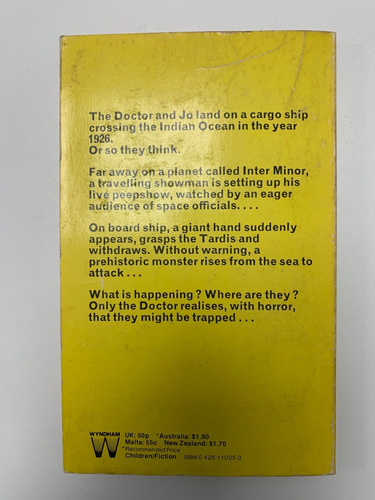 The Doctor and Jo land on a cargo ship
crossing the Indian Ocean in the year
1926.
Or so they think.
Far away on a planet called Inter Minor,
a travelling showman is setting up his
live peepshow, watched by an eager
audience of space officials. . . .
On board ship, a giant hand suddenly
appears, grasps the Tardis and
withdraws. Without warning, a
prehistoric monster rises from the sea to
attack . . .
What is happening? Where are they?
Only the Doctor realises, with horror,
that they might be trapped . . .
WYNDHAM
W
UK: 50p *Australia: $1.90
Malta: 55c New Zealand: $1.70
*Recommended Price
Children/Fiction ISBN 0 426 11025 0